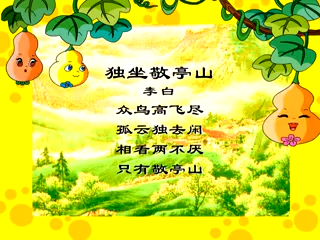 独坐敬亭山
李白
众鸟高飞尽
孤云独去闲
相看两不厌
只有敬亭山